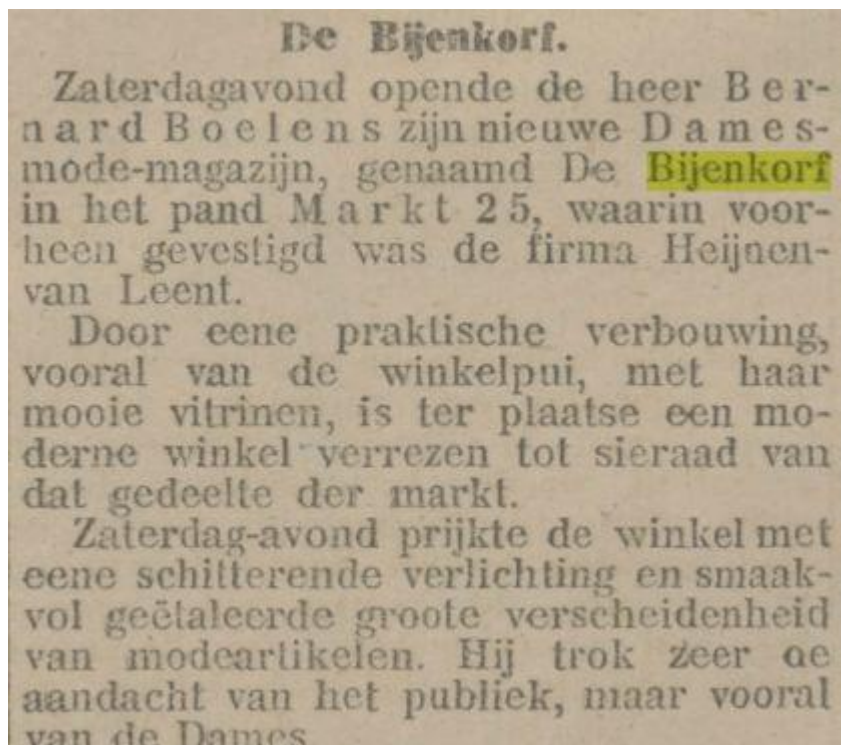 De Bijenkorf.
Zaterdagavond opende de heer Ber-
nard Boelens zijn nieuwe Dames-
mode-magazijn, genaamd De Bijenkorf
in het pand Markt 25, waarin voor-
heen gevestigd was de firma Heijnen-
van Leent.
Door eene praktische verbouwing,
vooral van de winkelpui, met haar
mooie vitrinen, is ter plaatse een mo-
derne winkel verrezen tot sieraad van
dat gedeelte der markt.
Zaterdag-avond prijkte de winkel met
eene schitterende verlichting en smaak-
vol geëtaleerde groote verscheidenheid
van modeartikelen. Hij trok zeer de
aandacht van het publiek, maar vooral
van de Dames